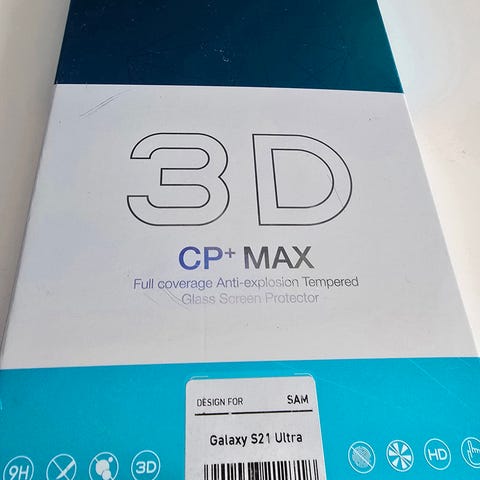 3D
CP+ MAX
Full coverage Anti-explosion Tempered
Glass Screen Protector
DESIGN FOR SAM
Galaxy S21 Ultra
9H 3D HD